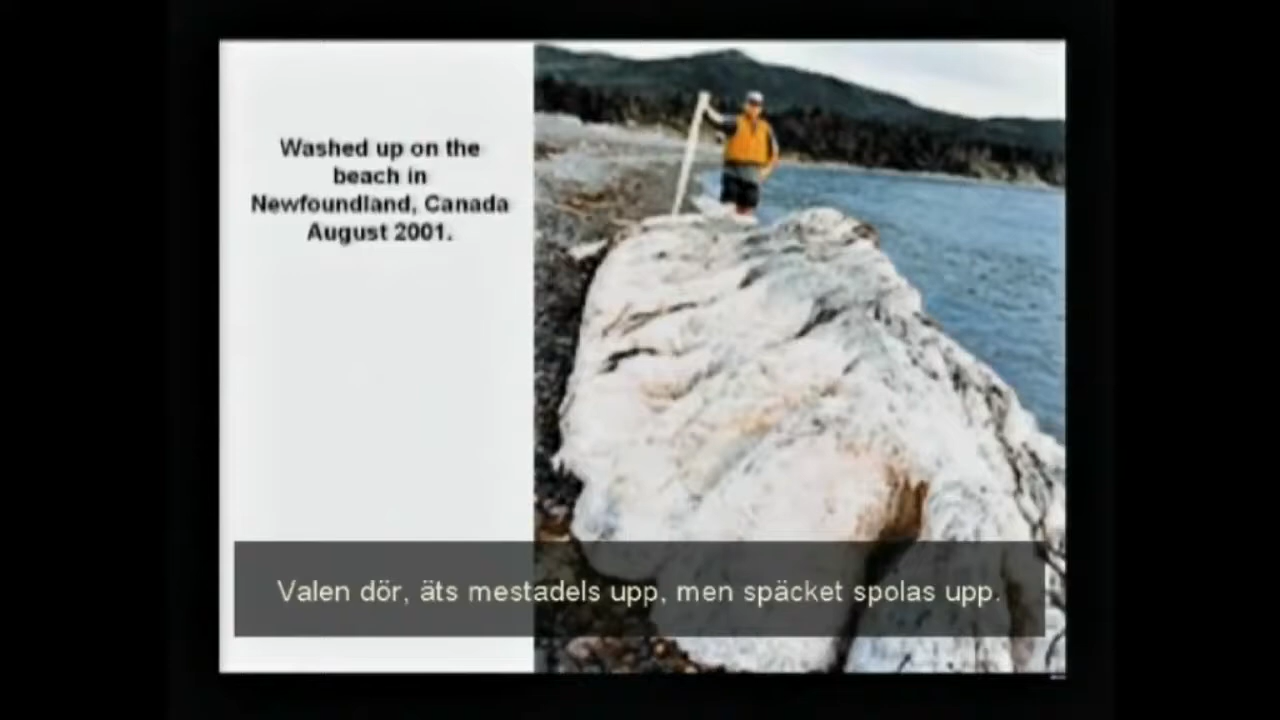 Washed up on the
beach in
Newfoundland, Canada
August 2001.
Valen dör, äts mestadels upp, men späcket spolas upp.